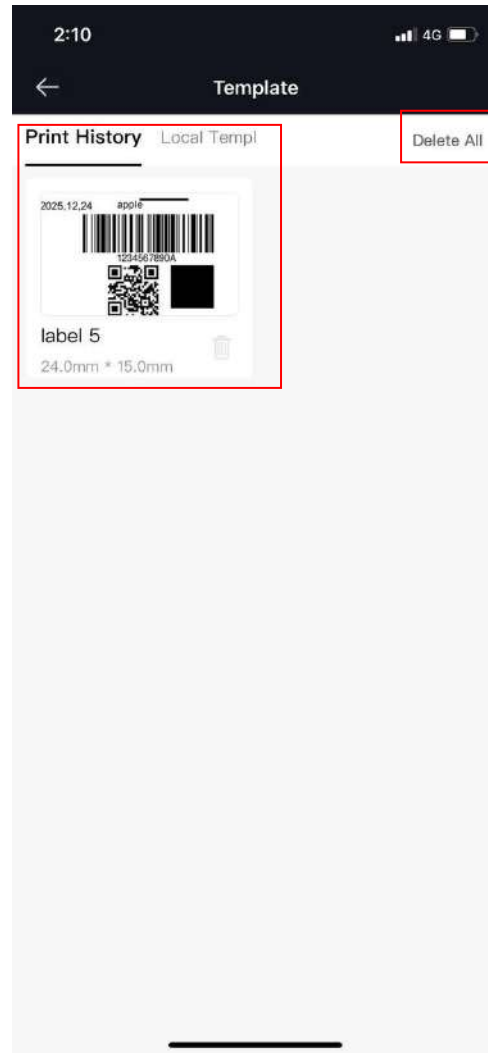 2:10 4G
Template
Print History Local Templ Delete All
2025.12,24 apple
1234567890A
label 5
24.0mm * 15.0mm